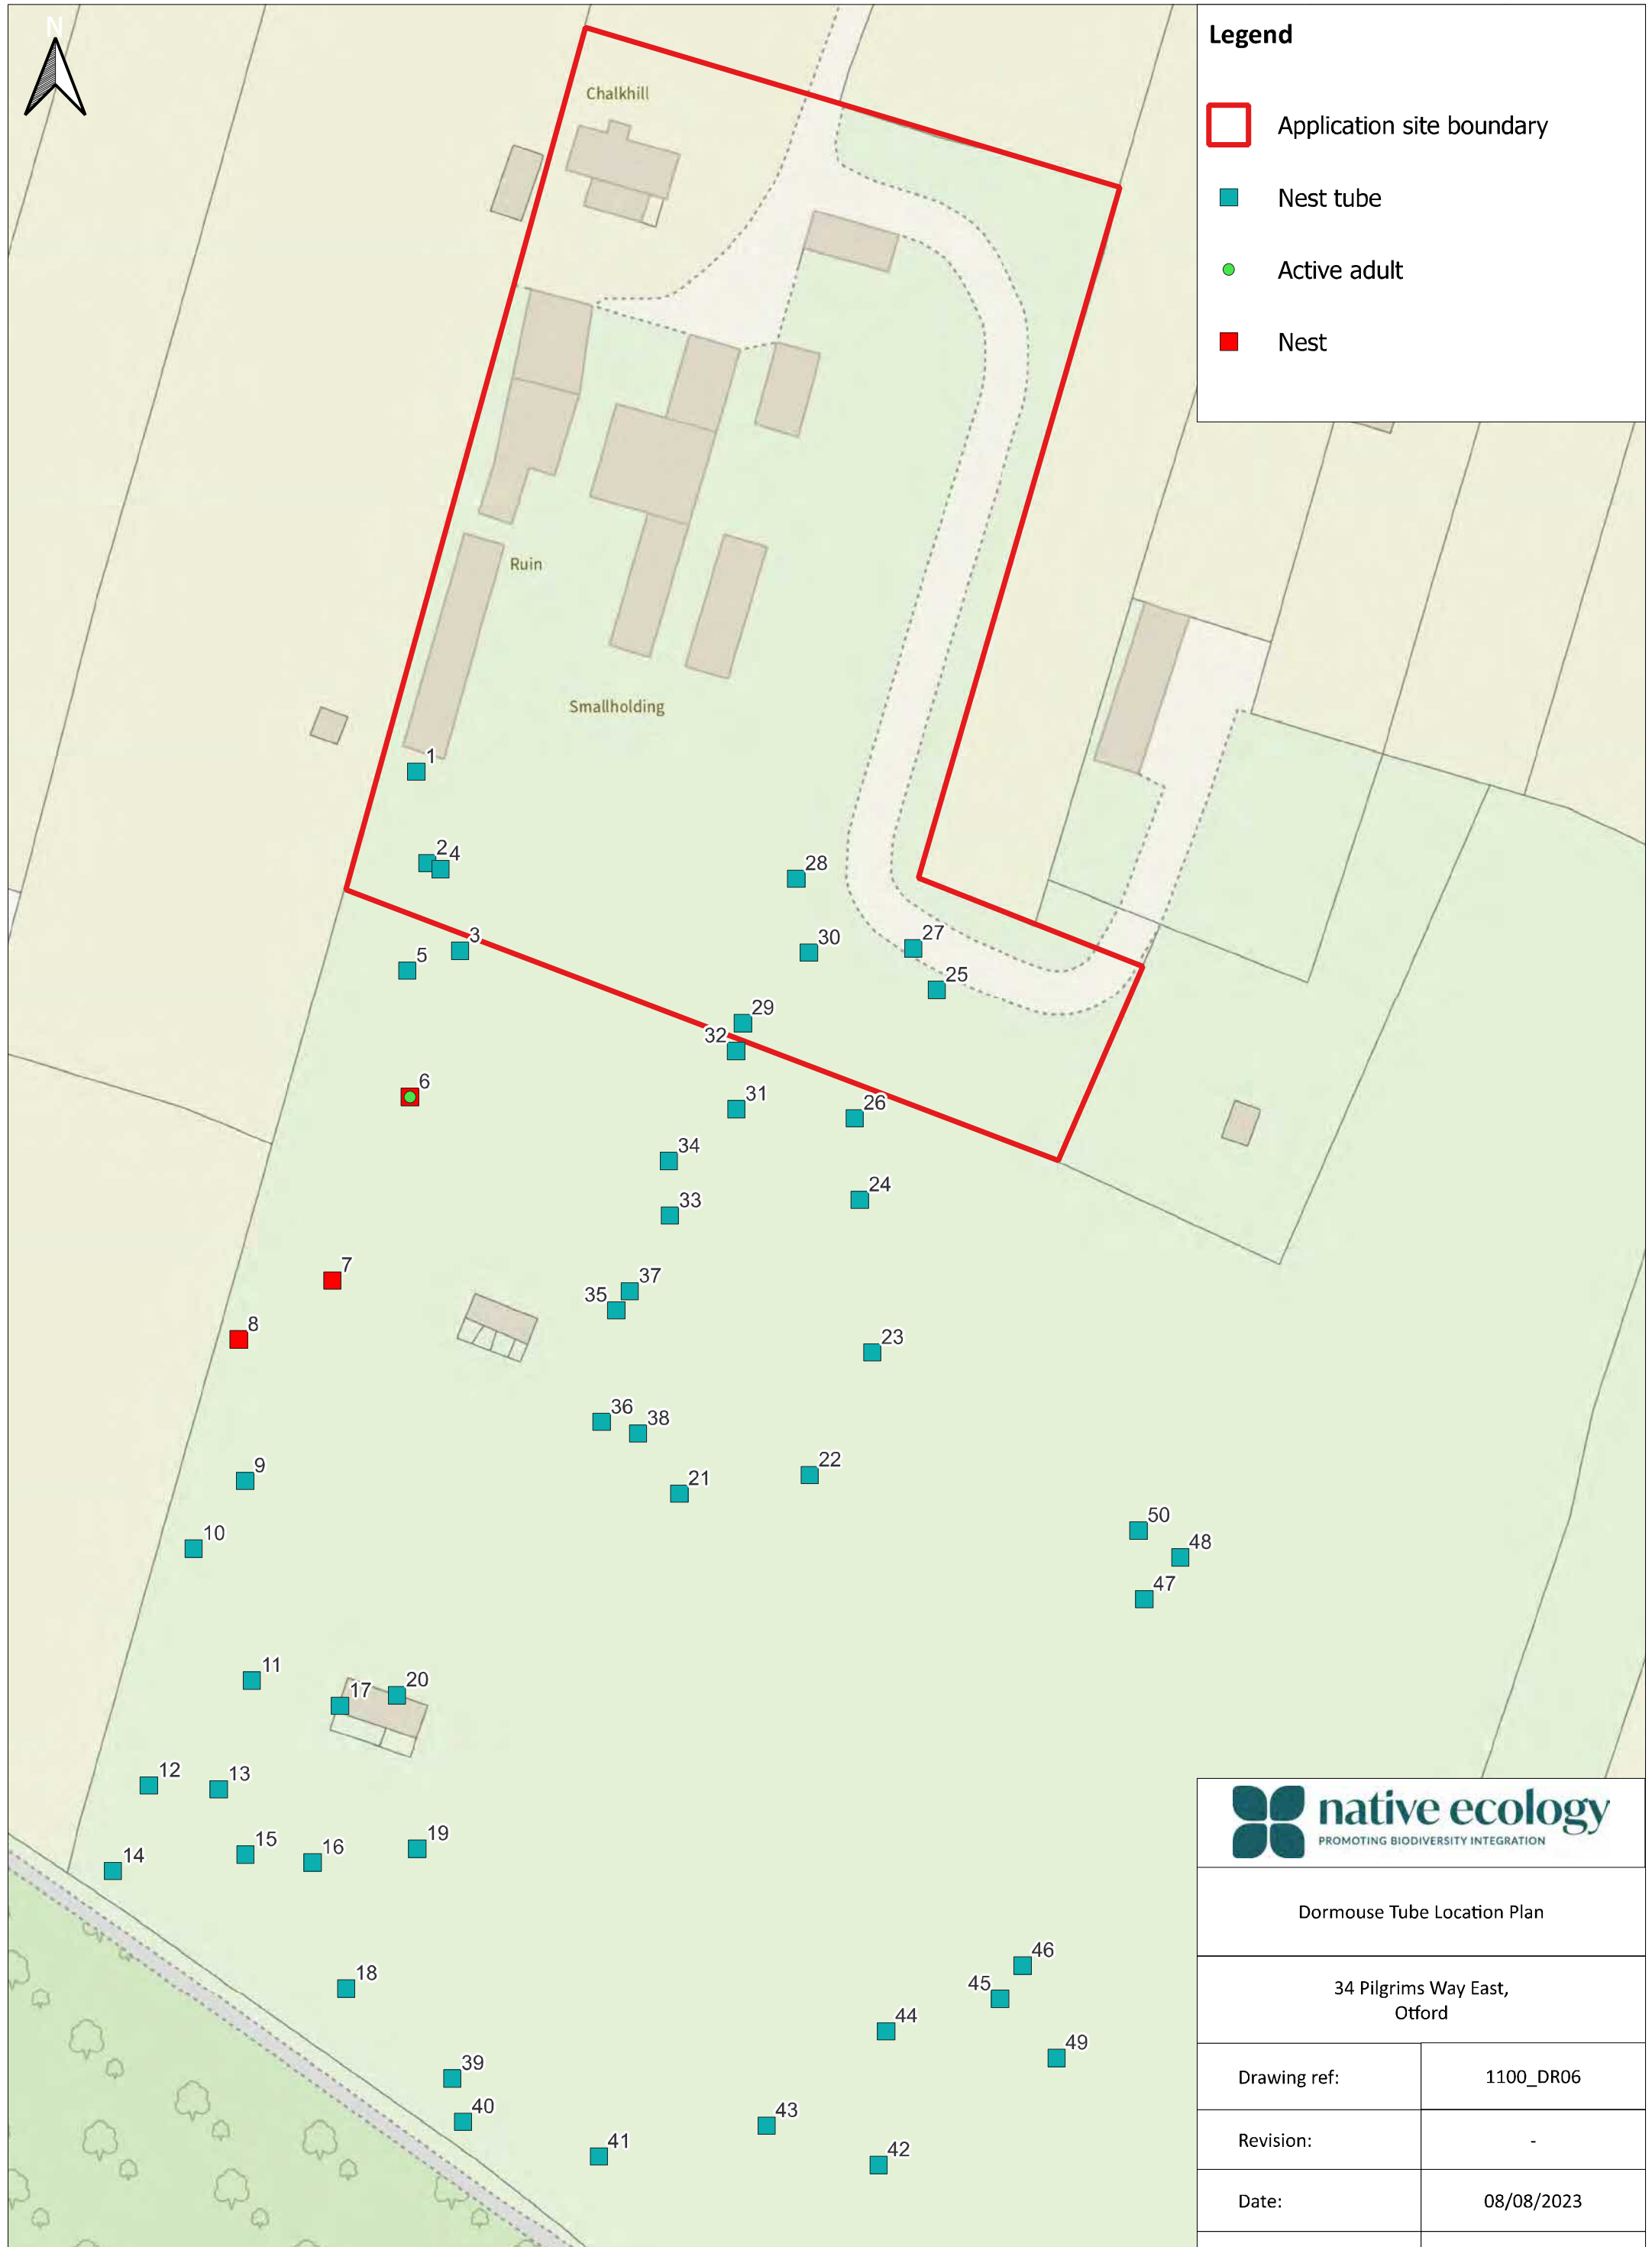 N
Chalkhill
Ruin
Smallholding
1
2
4
3
5
28
30
27
25
29
32
6
31
26
34
24
33
7
37
35
8
23
36
38
21
22
9
10
50
48
47
11
17
20
12
13
14
15
16
19
18
46
45
44
49
39
40
43
41
42
Legend
Application site boundary
Nest tube
Active adult
Nest
native ecology
PROMOTING BIODIVERSITY INTEGRATION
Dormouse Tube Location Plan
34 Pilgrims Way East,
Otford
Drawing ref: 1100_DR06
Revision: -
Date: 08/08/2023